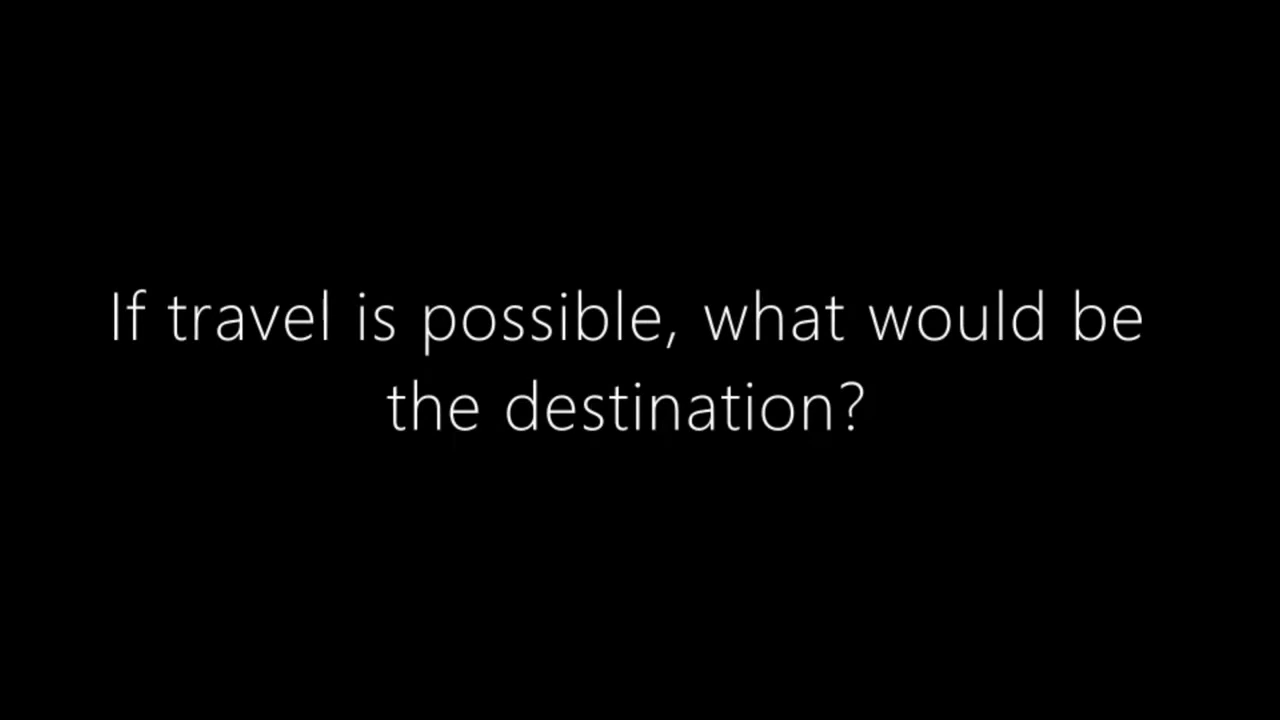 If travel is possible, what would be
the destination?